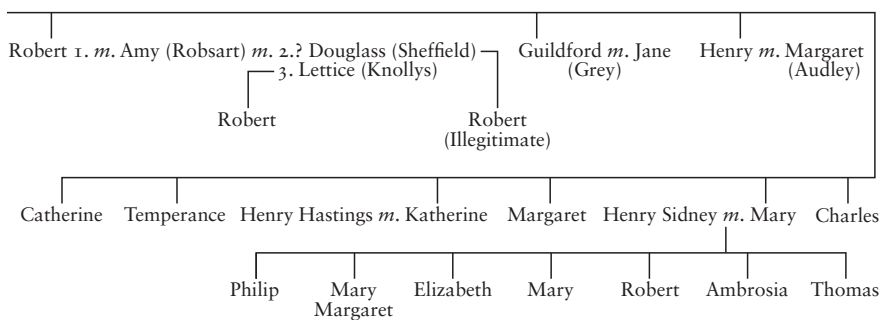 Robert 1. m. Amy (Robsart) m. 2.? Douglass (Sheffield)
3. Lettice (Knollys)
Guildford m. Jane
(Grey)
Henry m. Margaret
(Audley)
Robert
Robert
(Illegitimate)
Catherine
Temperance
Henry Hastings m. Katherine
Margaret
Henry Sidney m. Mary
Charles
Philip
Mary
Margaret
Elizabeth
Mary
Robert
Ambrosia
Thomas